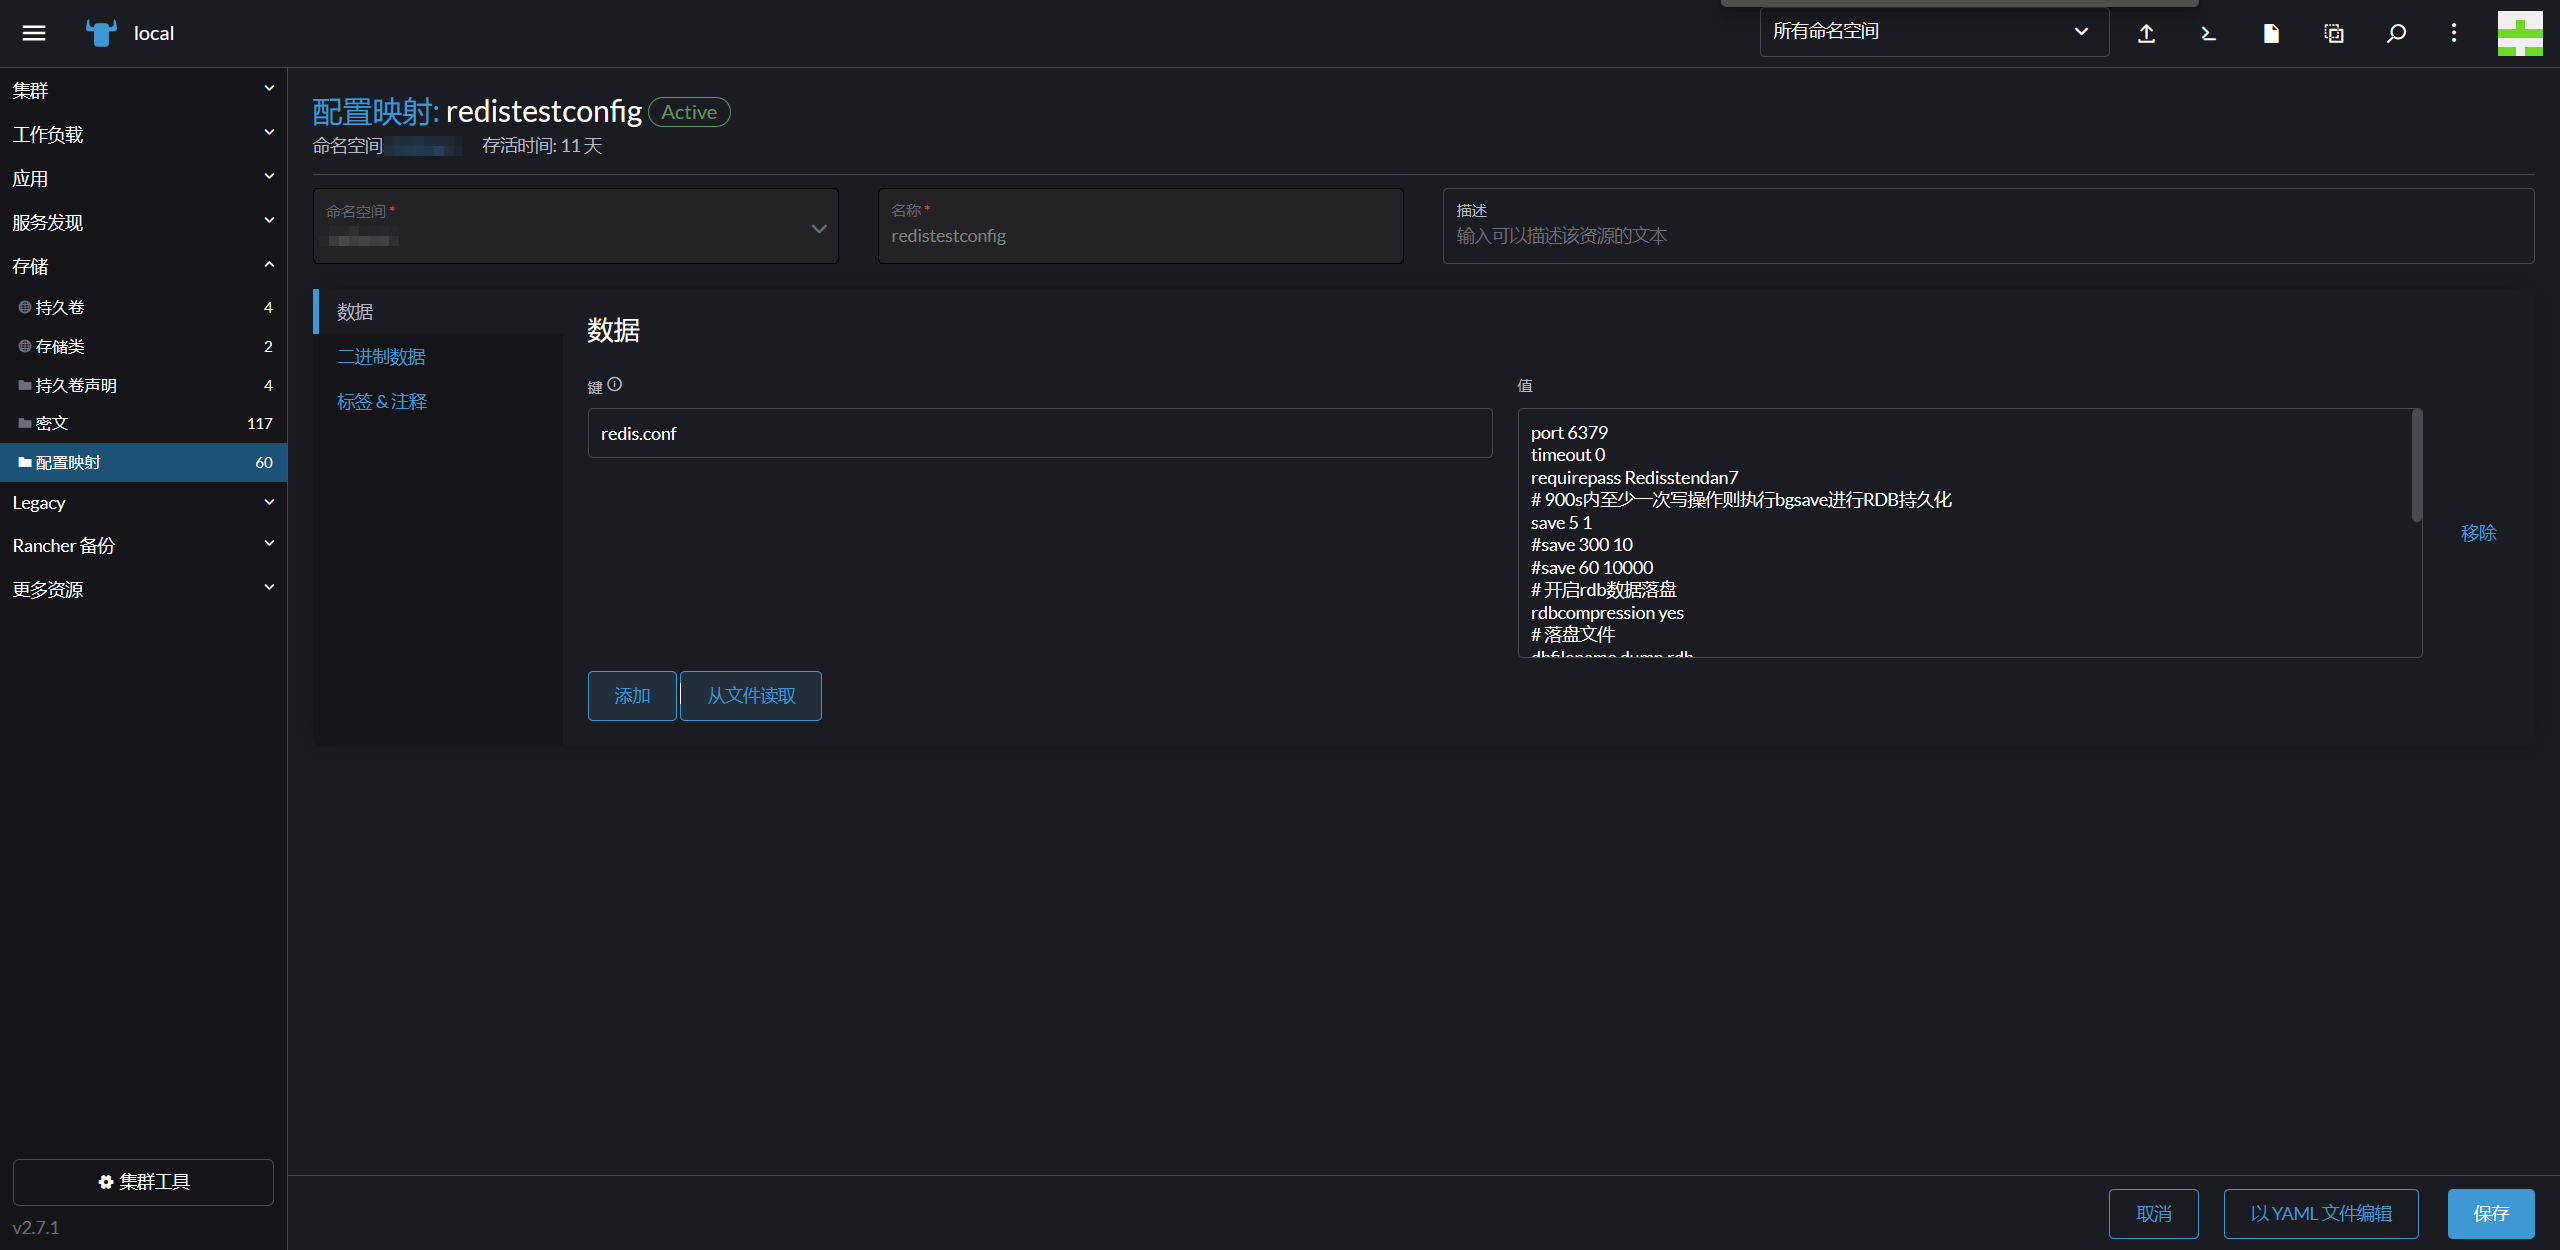 local
所有命名空间
集群
工作负载
应用
服务发现
存储
持久卷 4
存储类 2
持久卷声明 4
密文 117
配置映射 60
Legacy
Rancher 备份
更多资源
集群工具
v2.7.1
配置映射: redistestconfig Active
命名空间 存活时间: 11 天
命名空间 *
名称 *
redistestconfig
描述
输入可以描述该资源的文本
数据
二进制数据
标签 & 注释
数据
键
redis.conf
值
port 6379
timeout 0
requirepass Redisstendan7
# 900s内至少一次写操作则执行bgsave进行RDB持久化
save 5 1
#save 300 10
#save 60 10000
# 开启rdb数据落盘
rdbcompression yes
# 落盘文件
dbfilename dump.rdb
移除
添加
从文件读取
取消
以 YAML 文件编辑
保存